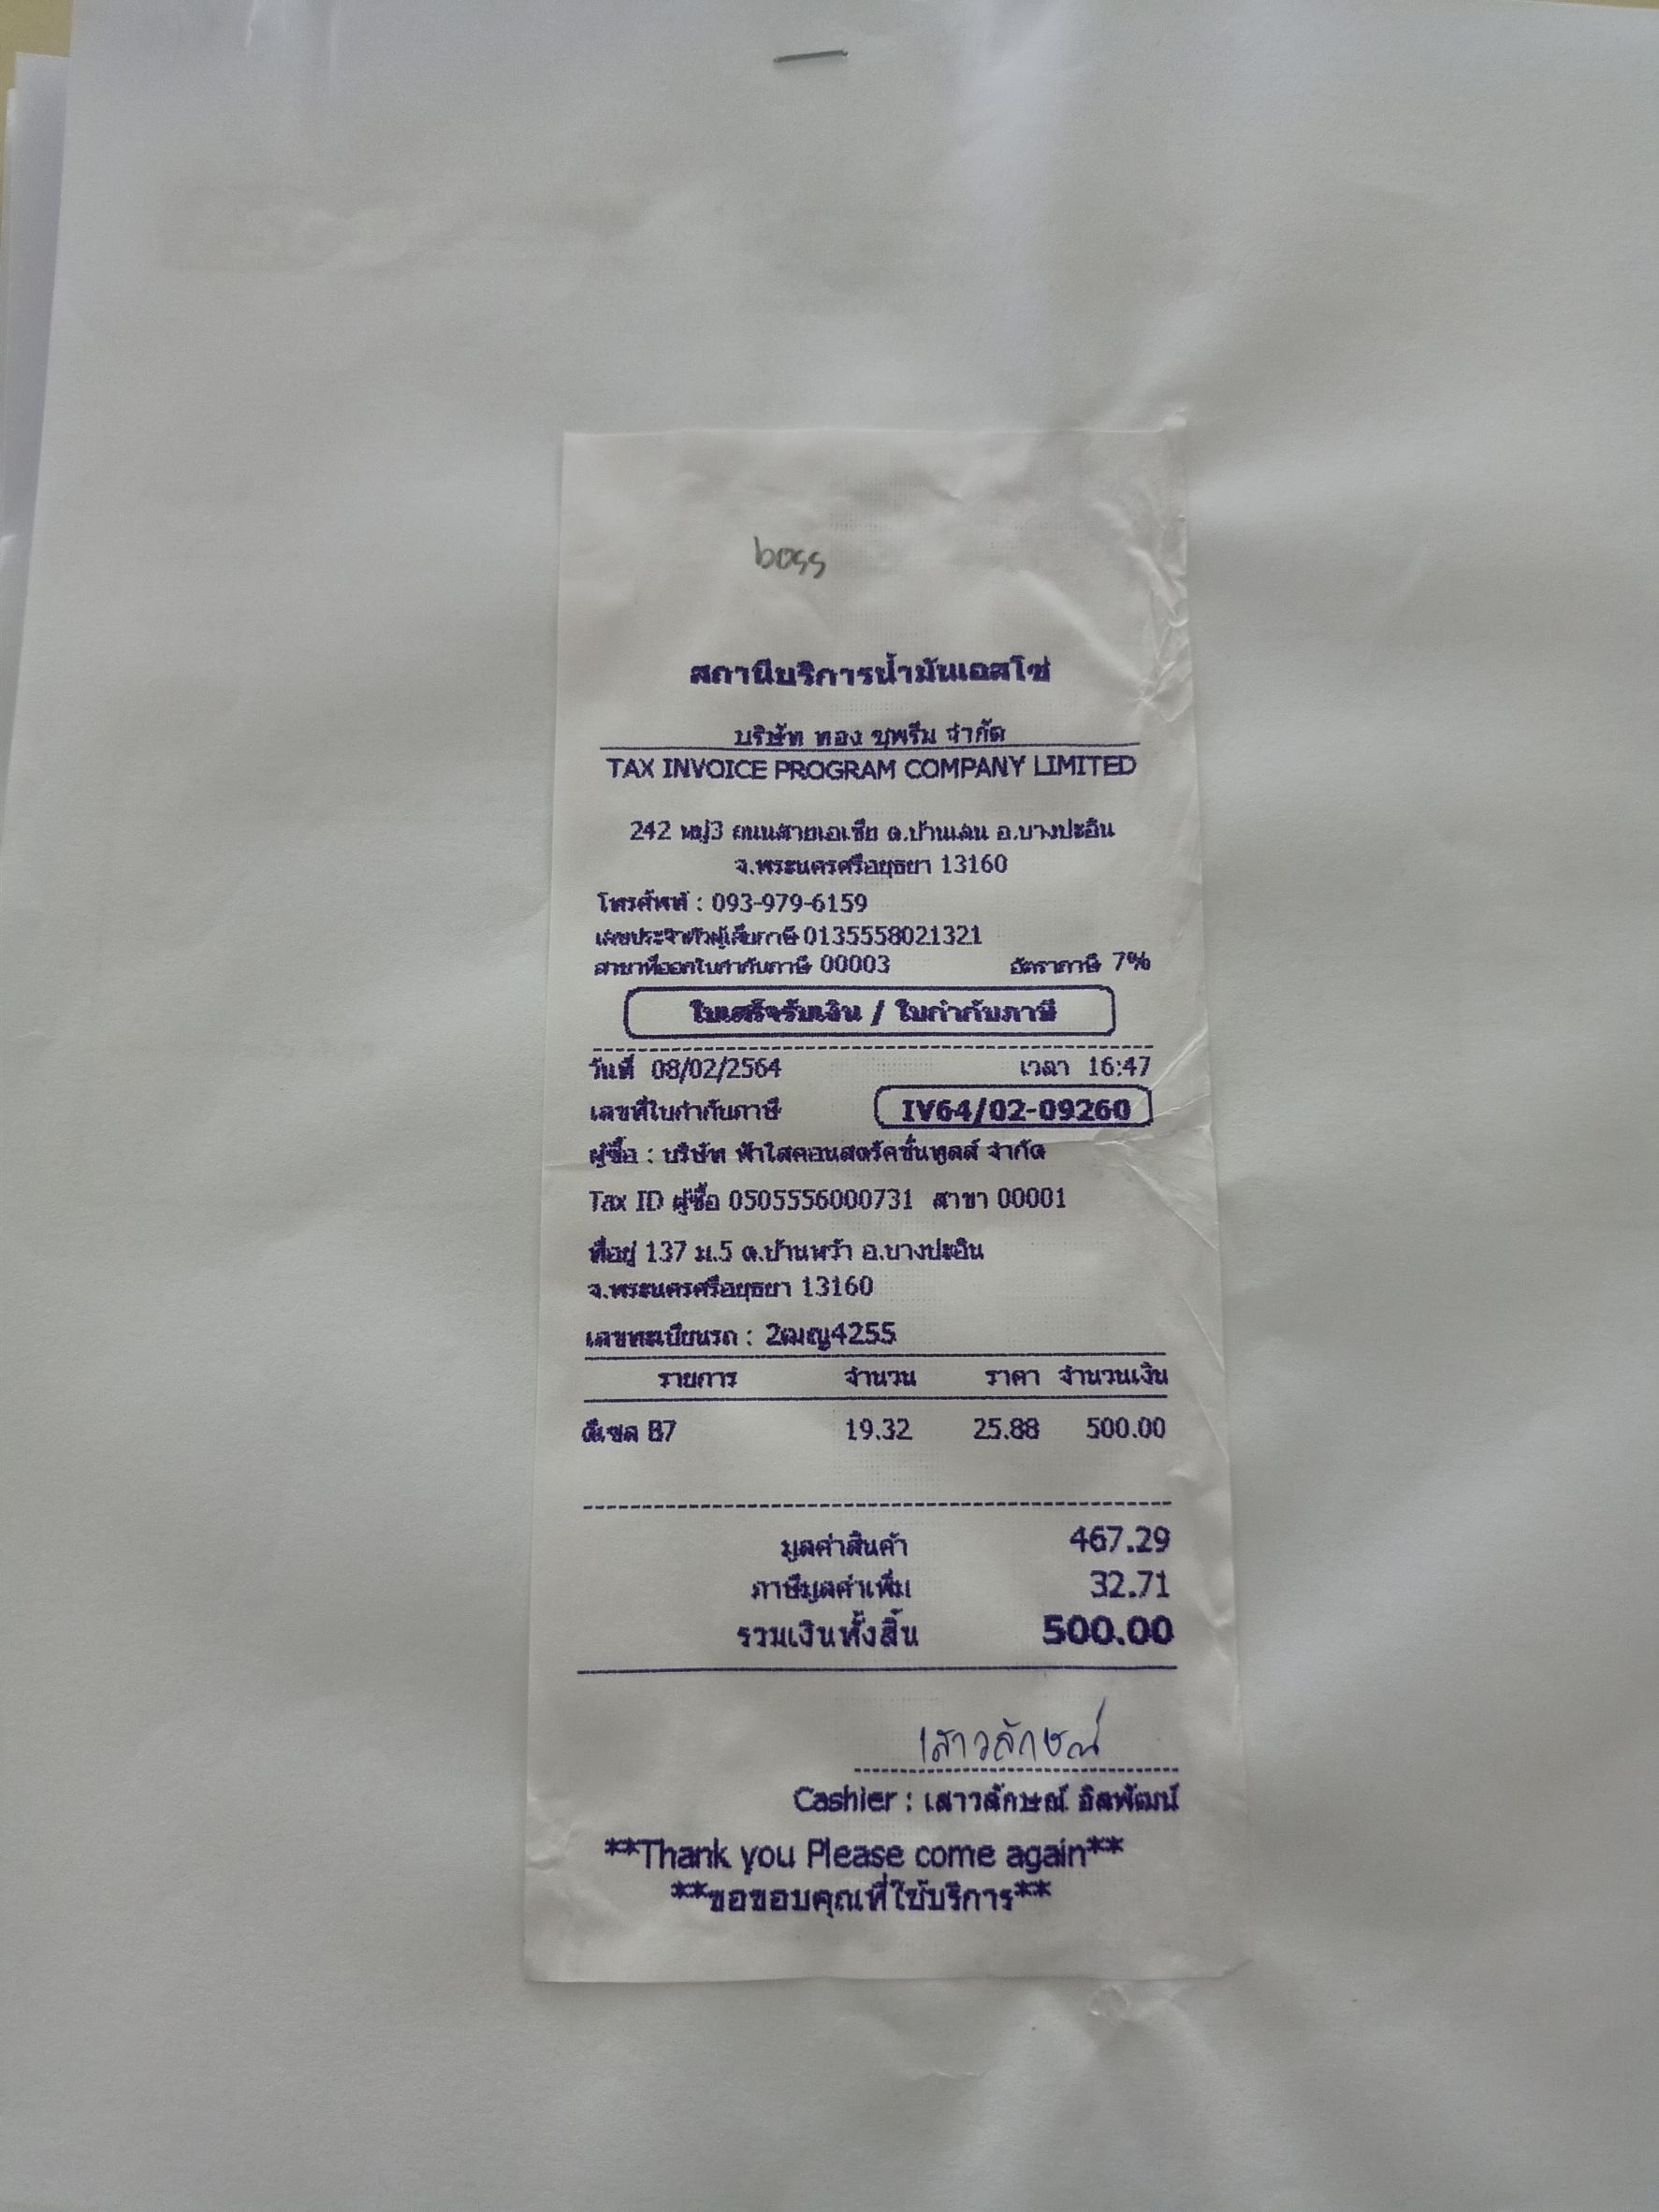 boss
สถานีบริการน้ำมันเอสโซ่
บริษัท ทอง ซุพรีม จำกัด
TAX INVOICE PROGRAM COMPANY LIMITED
242 หมู่3 ถนนสายเอเซีย ต.บ้านเลน อ.บางปะอิน
จ.พระนครศรีอยุธยา 13160
โทรศัพท์ : 093-979-6159
เลขประจำตัวผู้เสียภาษี 0135558021321
สาขาที่ออกใบกำกับภาษี 00003 อัตราภาษี 7%
ใบเสร็จรับเงิน / ใบกำกับภาษี
วันที่ 08/02/2564 เวลา 16:47
เลขที่ใบกำกับภาษี IV64/02-09260
ผู้ซื้อ : บริษัท ฟ้าใสคอนสตรัคชั่นทูลส์ จำกัด
Tax ID ผู้ซื้อ 0505556000731 สาขา 00001
ที่อยู่ 137 ม.5 ต.บ้านหว้า อ.บางปะอิน
จ.พระนครศรีอยุธยา 13160
เลขทะเบียนรถ : 2ฒญ4255
รายการ จำนวน ราคา จำนวนเงิน
ดีเซล B7 19.32 25.88 500.00
มูลค่าสินค้า 467.29
ภาษีมูลค่าเพิ่ม 32.71
รวมเงินทั้งสิ้น 500.00
เสาวลักษณ์
Cashier : เสาวลักษณ์ อิสพัฒน์
**Thank you Please come again**
**ขอขอบคุณที่ใช้บริการ**